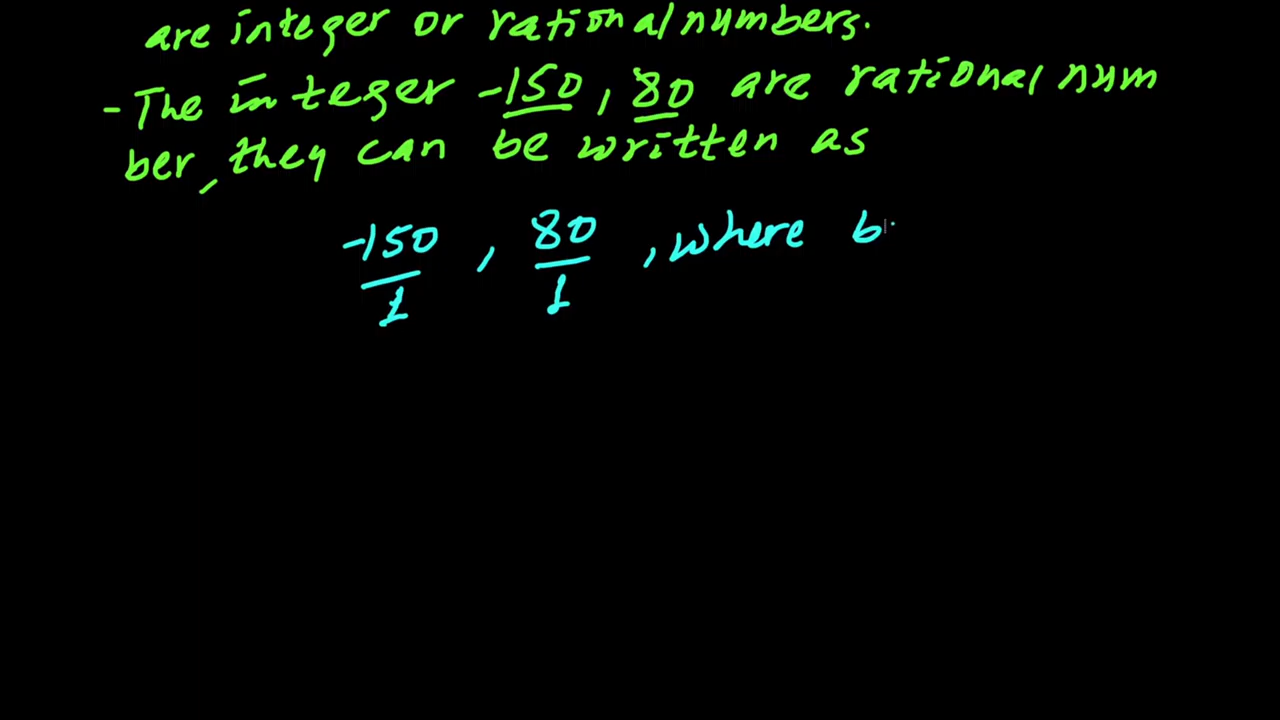 are integer or rational numbers.
- The integer -150, 80 are rational num
ber, they can be written as
-150/1 , 80/1 , where b